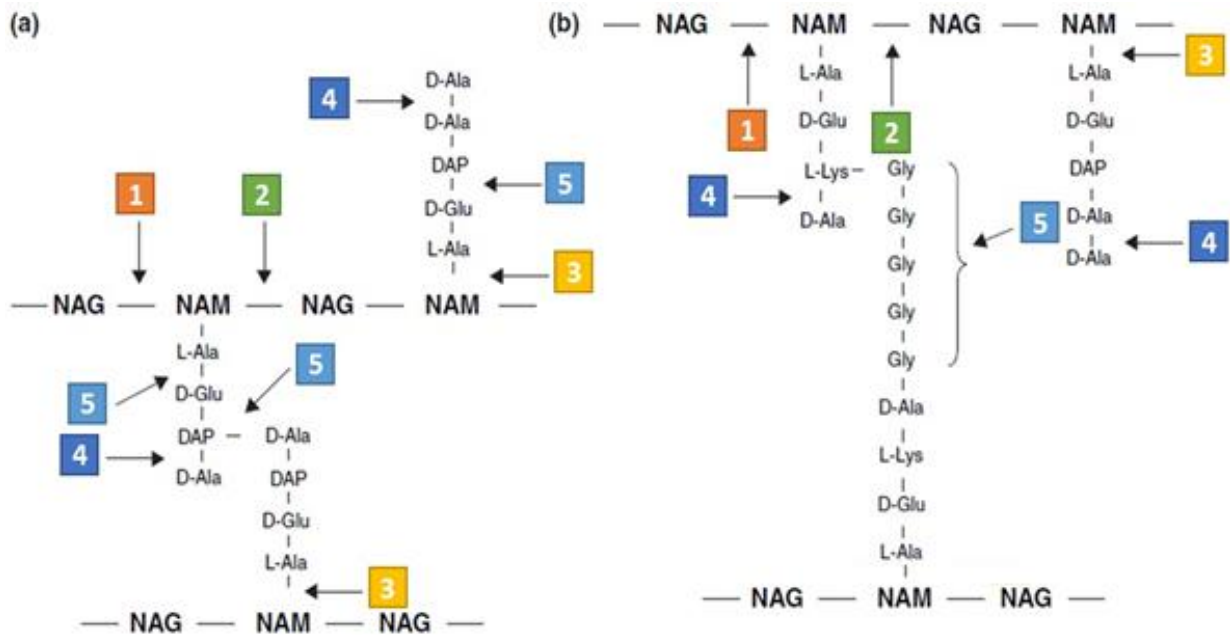 (a)
D-Ala
4
D-Ala
DAP
5
1
2
D-Glu
L-Ala
3
— NAG — NAM — NAG — NAM —
L-Ala
5
D-Glu
5
DAP — D-Ala
4
D-Ala
DAP
D-Glu
L-Ala
3
— NAG — NAM — NAG —
(b)
— NAG — NAM — NAG — NAM —
3
L-Ala
L-Ala
1
D-Glu
2
D-Glu
L-Lys — Gly
DAP
4
D-Ala
Gly
5
D-Ala
4
Gly
D-Ala
Gly
Gly
D-Ala
L-Lys
D-Glu
L-Ala
— NAG — NAM — NAG —